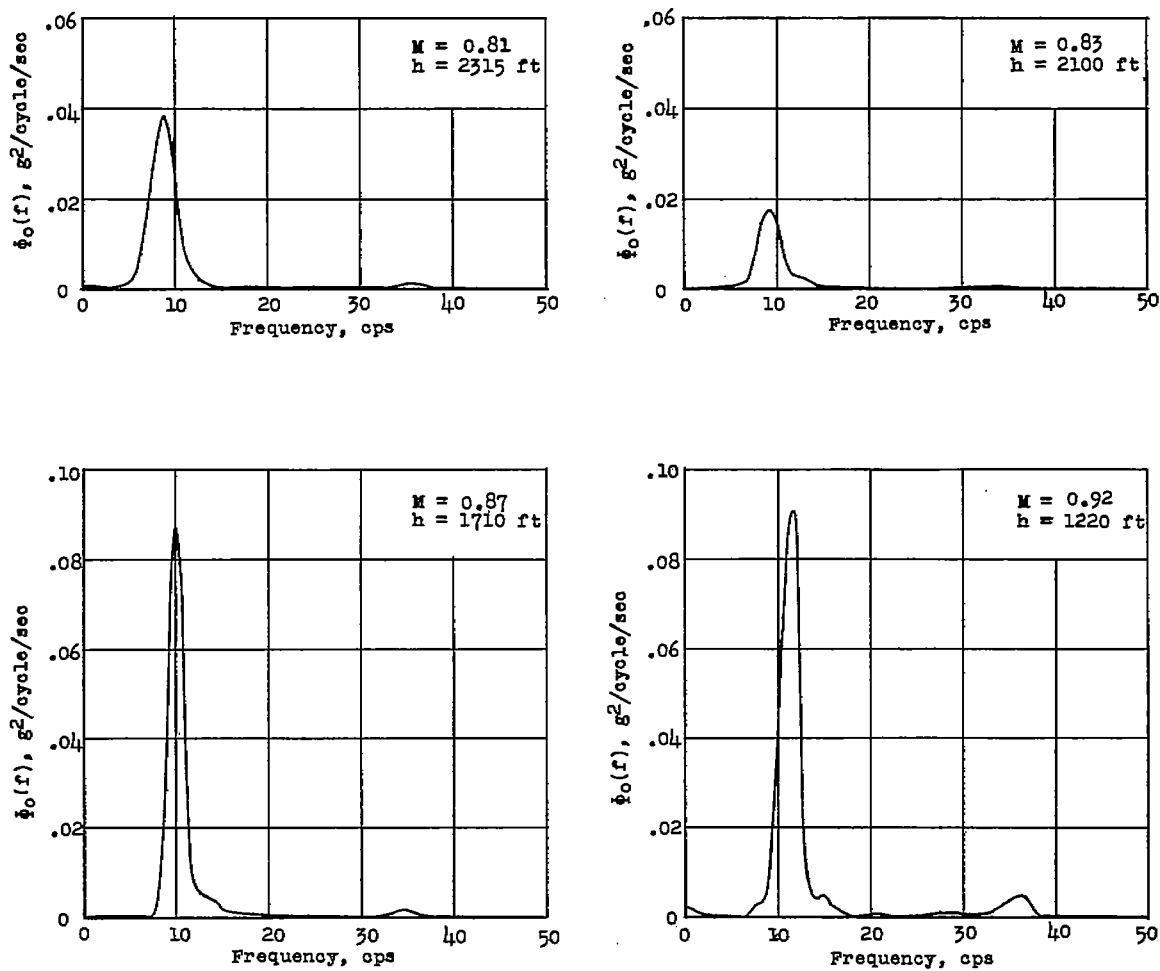 .06
.04
.02
0
Φ₀(f), g²/cycle/sec
M = 0.81
h = 2315 ft
0 10 20 30 40 50
Frequency, cps
.06
.04
.02
0
Φ₀(f), g²/cycle/sec
M = 0.83
h = 2100 ft
0 10 20 30 40 50
Frequency, cps
.10
.08
.06
.04
.02
0
Φ₀(f), g²/cycle/sec
M = 0.87
h = 1710 ft
0 10 20 30 40 50
Frequency, cps
.10
.08
.06
.04
.02
0
Φ₀(f), g²/cycle/sec
M = 0.92
h = 1220 ft
0 10 20 30 40 50
Frequency, cps